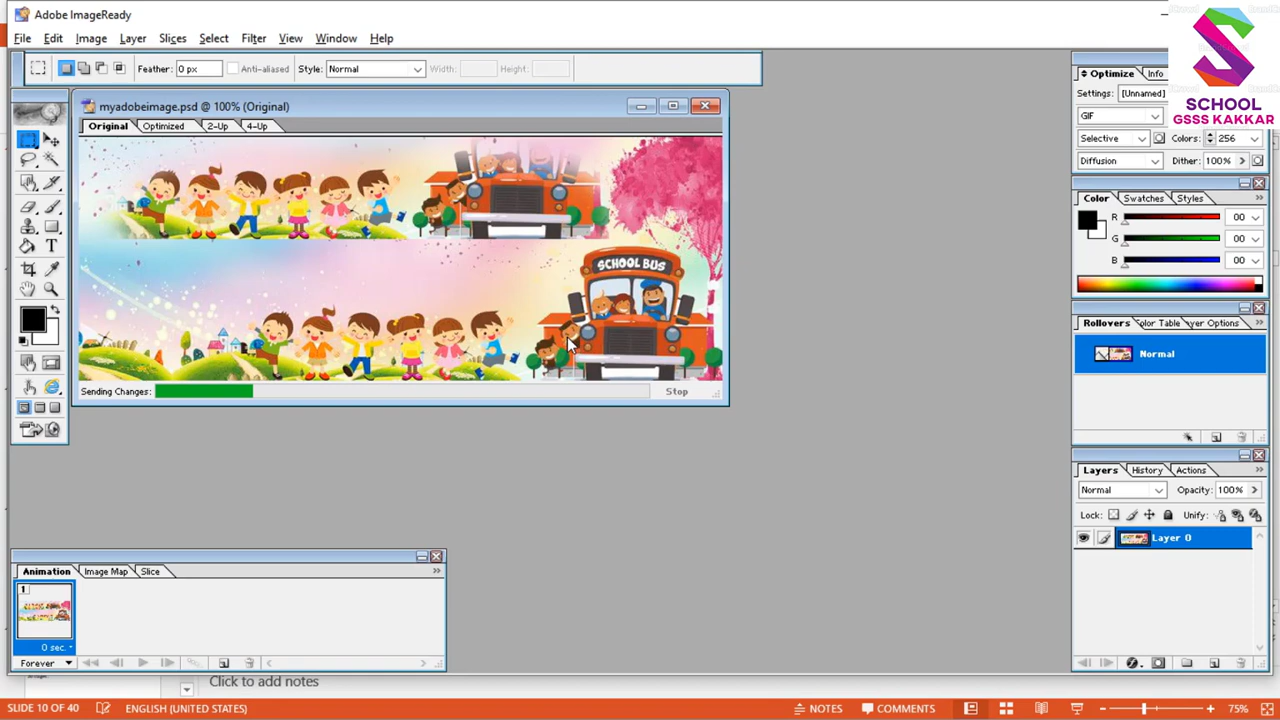 Adobe ImageReady
File Edit Image Layer Slices Select Filter View Window Help
Feather: 0 px Anti-aliased Style: Normal Width: Height:
myadobeimage.psd @ 100% (Original)
Original Optimized 2-Up 4-Up
SCHOOL BUS
Sending Changes: Stop
SCHOOL
GSSS KAKKAR
Optimize Info
Settings: [Unnamed]
GIF
Selective Colors: 256
Diffusion Dither: 100%
Color Swatches Styles
R 00
G 00
B 00
Rollovers Color Table yer Options
Normal
Layers History Actions
Normal Opacity: 100%
Lock: Unify:
Layer 0
Animation Image Map Slice
1
0 sec.
Forever
Click to add notes
SLIDE 10 OF 40 ENGLISH (UNITED STATES) NOTES COMMENTS 75%